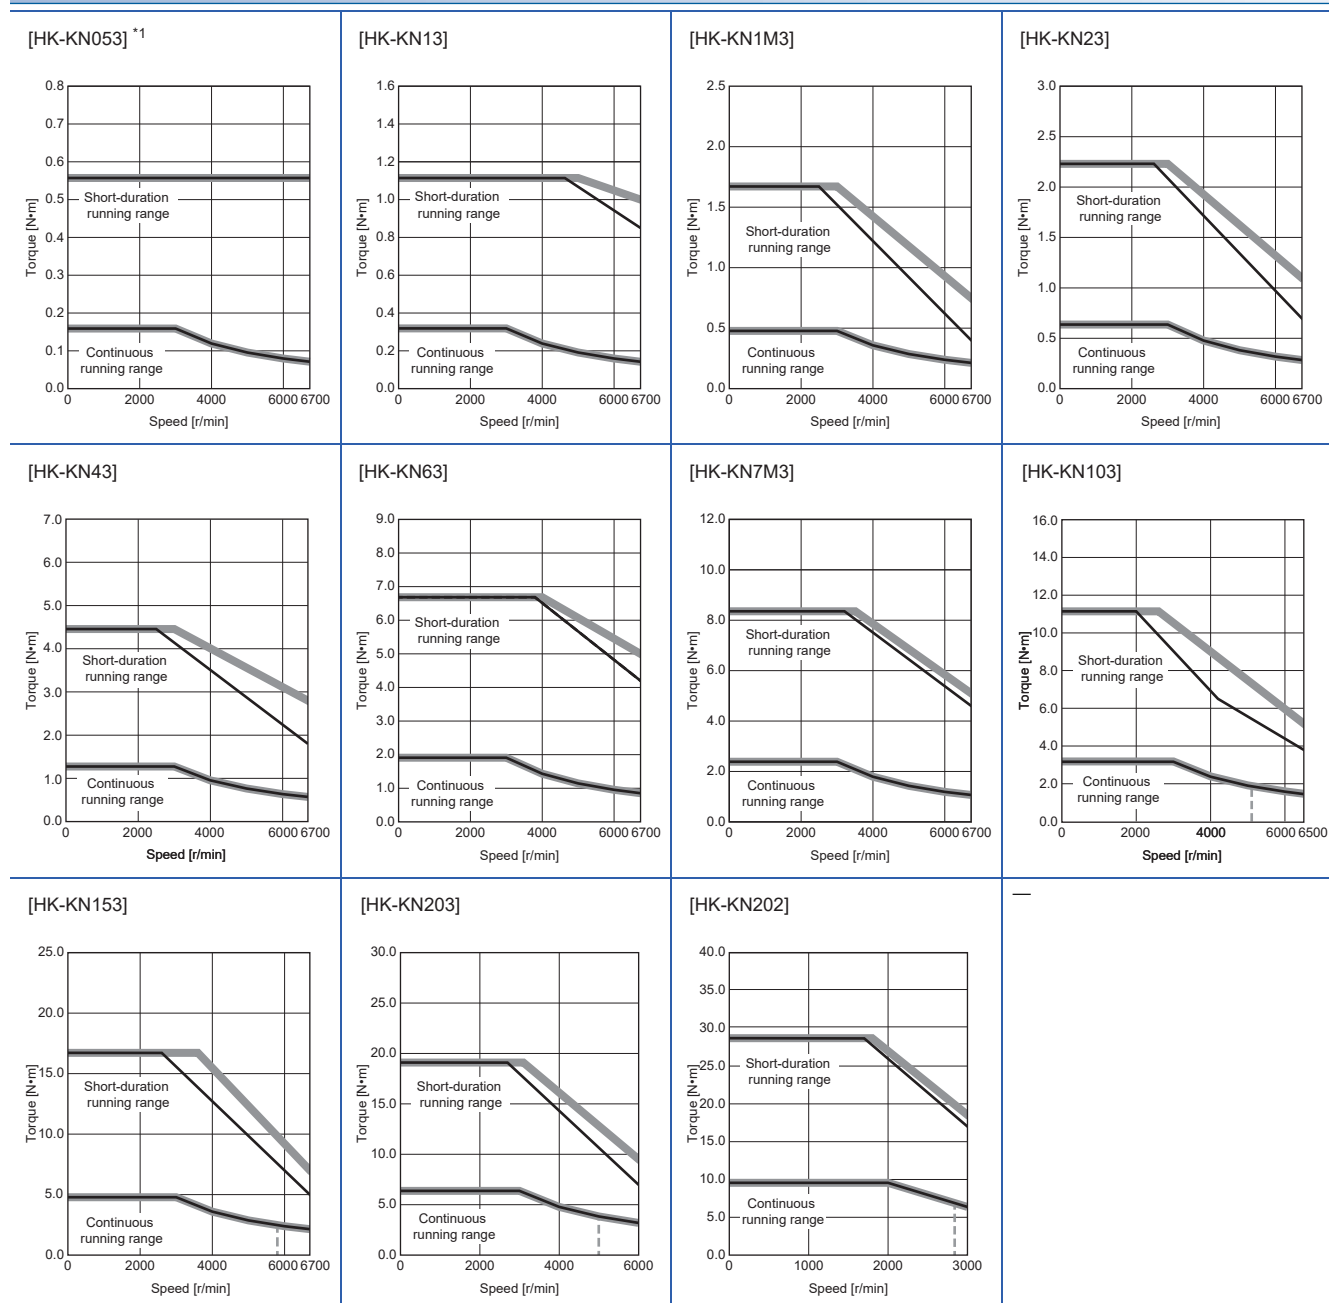 [HK-KN053] *1
0.8
0.7
0.6
0.5
0.4
0.3
0.2
0.1
0.0
Torque [N•m]
Short-duration
running range
Continuous
running range
0 2000 4000 6000 6700
Speed [r/min]
[HK-KN13]
1.6
1.4
1.2
1.0
0.8
0.6
0.4
0.2
0.0
Torque [N•m]
Short-duration
running range
Continuous
running range
0 2000 4000 6000 6700
Speed [r/min]
[HK-KN1M3]
2.5
2.0
1.5
1.0
0.5
0.0
Torque [N•m]
Short-duration
running range
Continuous
running range
0 2000 4000 6000 6700
Speed [r/min]
[HK-KN23]
3.0
2.5
2.0
1.5
1.0
0.5
0.0
Torque [N•m]
Short-duration
running range
Continuous
running range
0 2000 4000 6000 6700
Speed [r/min]
[HK-KN43]
7.0
6.0
5.0
4.0
3.0
2.0
1.0
0.0
Torque [N•m]
Short-duration
running range
Continuous
running range
0 2000 4000 6000 6700
Speed [r/min]
[HK-KN63]
9.0
8.0
7.0
6.0
5.0
4.0
3.0
2.0
1.0
0.0
Torque [N•m]
Short-duration
running range
Continuous
running range
0 2000 4000 6000 6700
Speed [r/min]
[HK-KN7M3]
12.0
10.0
8.0
6.0
4.0
2.0
0.0
Torque [N•m]
Short-duration
running range
Continuous
running range
0 2000 4000 6000 6700
Speed [r/min]
[HK-KN103]
16.0
14.0
12.0
10.0
8.0
6.0
4.0
2.0
0.0
Torque [N•m]
Short-duration
running range
Continuous
running range
0 2000 4000 6000 6500
Speed [r/min]
[HK-KN153]
25.0
20.0
15.0
10.0
5.0
0.0
Torque [N•m]
Short-duration
running range
Continuous
running range
0 2000 4000 6000 6700
Speed [r/min]
[HK-KN203]
30.0
25.0
20.0
15.0
10.0
5.0
0.0
Torque [N•m]
Short-duration
running range
Continuous
running range
0 2000 4000 6000
Speed [r/min]
[HK-KN202]
40.0
35.0
30.0
25.0
20.0
15.0
10.0
5.0
0.0
Torque [N•m]
Short-duration
running range
Continuous
running range
0 1000 2000 3000
Speed [r/min]
—